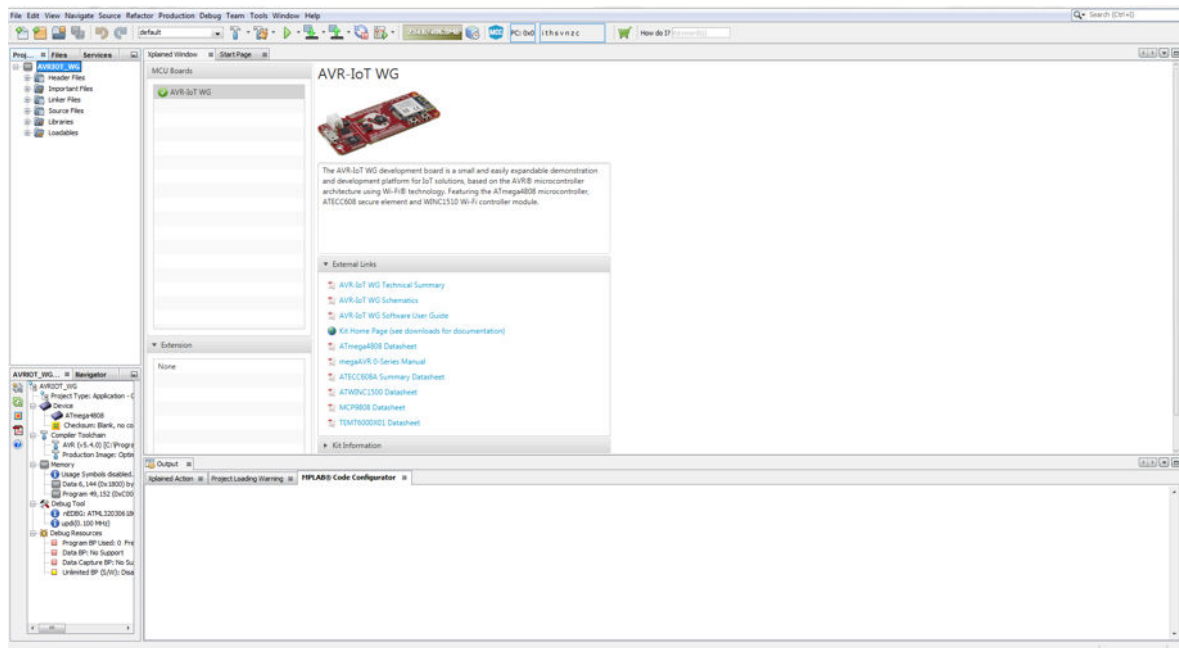 File Edit View Navigate Source Refactor Production Debug Team Tools Window Help
Search (Ctrl+I)
default
PC: 0x0
ithsvnzc
How do I?
Proj...
Files
Services
AVRIOT_WG
Header Files
Important Files
Linker Files
Source Files
Libraries
Loadables
Xplained Window
Start Page
MCU Boards
AVR-IoT WG
Extension
None
AVR-IoT WG
The AVR-IoT WG development board is a small and easily expandable demonstration
and development platform for IoT solutions, based on the AVR® microcontroller
architecture using Wi-Fi® technology. Featuring the ATmega4808 microcontroller,
ATECC608 secure element and WINC1510 Wi-Fi controller module.
External Links
AVR-IoT WG Technical Summary
AVR-IoT WG Schematics
AVR-IoT WG Software User Guide
Kit Home Page (see downloads for documentation)
ATmega4808 Datasheet
megaAVR 0-Series Manual
ATECC608A Summary Datasheet
ATWINC1500 Datasheet
MCP9808 Datasheet
TEMT6000X01 Datasheet
Kit Information
AVRIOT_WG...
Navigator
AVRIOT_WG
Project Type: Application - C
Device
ATmega4808
Checksum: Blank, no co
Compiler Toolchain
AVR (v5.4.0) [C:\Progra
Production Image: Optim
Memory
Usage Symbols disabled.
Data 6,144 (0x1800) by
Program 49,152 (0xC00
Debug Tool
nEDBG: ATML32030618
updi(0.100 MHz)
Debug Resources
Program BP Used: 0 Fre
Data BP: No Support
Data Capture BP: No Su
Unlimited BP (S/W): Disa
Output
Xplained Action
Project Loading Warning
MPLAB® Code Configurator